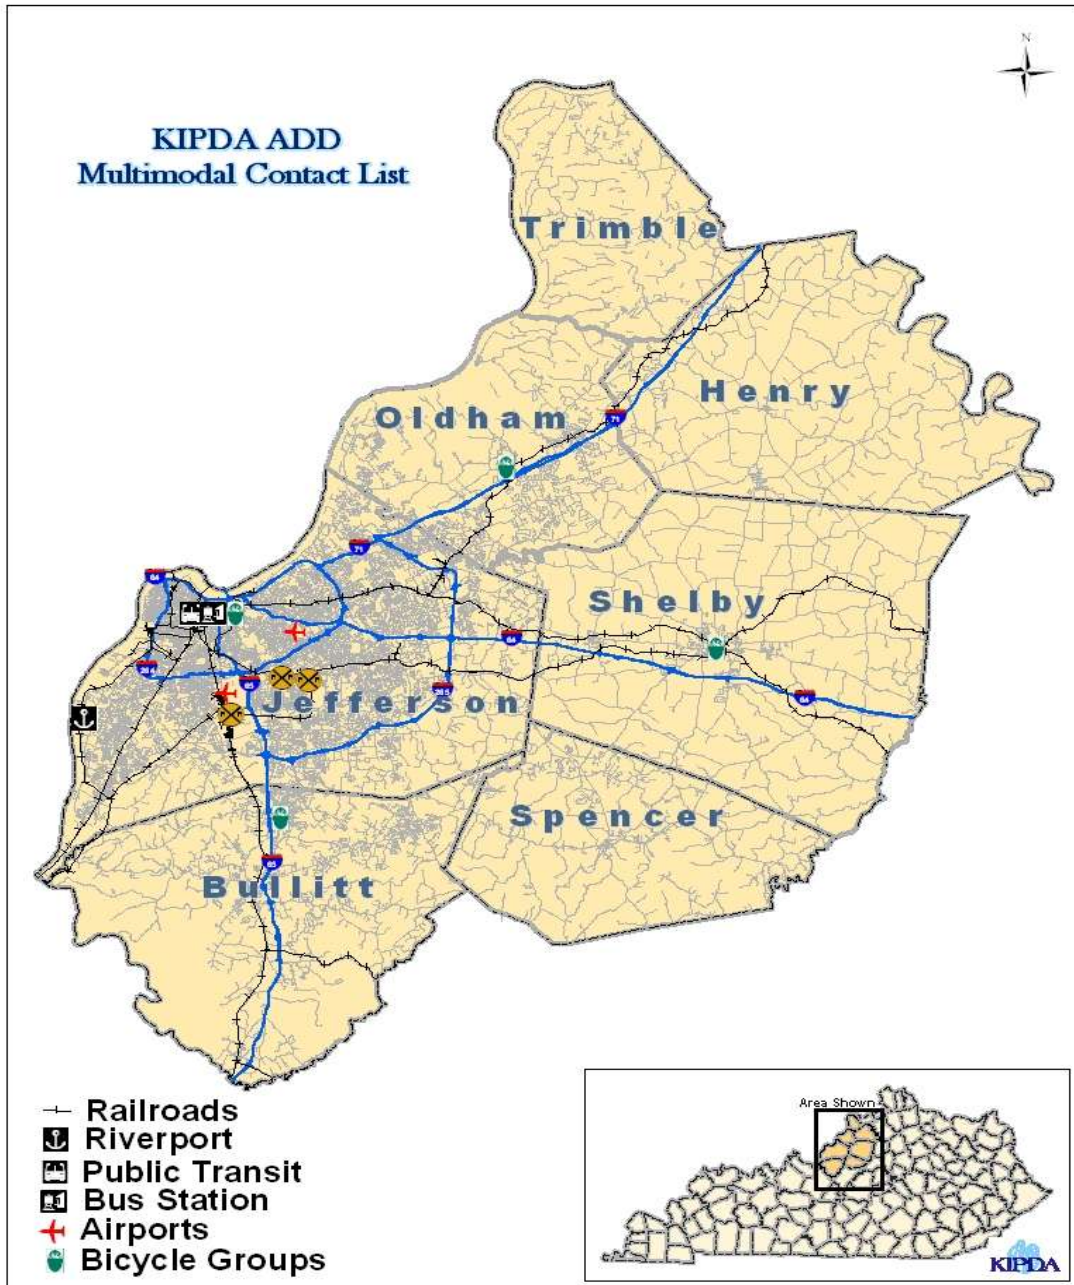 N
KIPDA ADD
Multimodal Contact List
Trimble
Henry
Oldham
71
71
64
Shelby
64
264
65
265
64
Jefferson
Spencer
65
Bullitt
Railroads
Riverport
Public Transit
Bus Station
Airports
Bicycle Groups
Area Shown
KIPDA